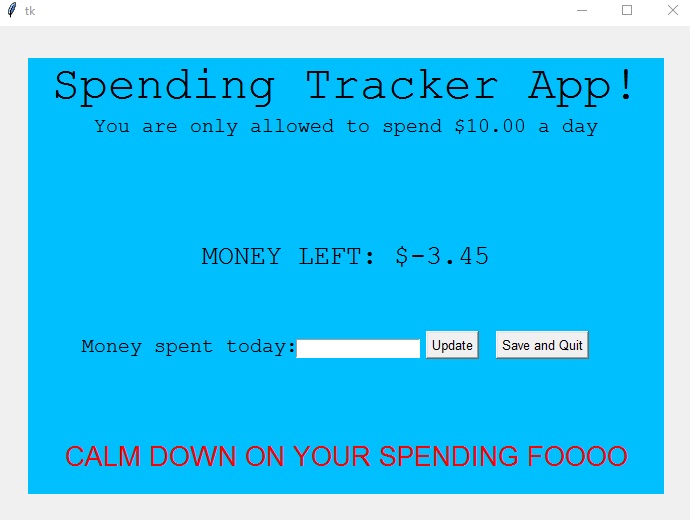 tk
Spending Tracker App!
You are only allowed to spend $10.00 a day
MONEY LEFT: $-3.45
Money spent today: Update Save and Quit
CALM DOWN ON YOUR SPENDING FOOOO